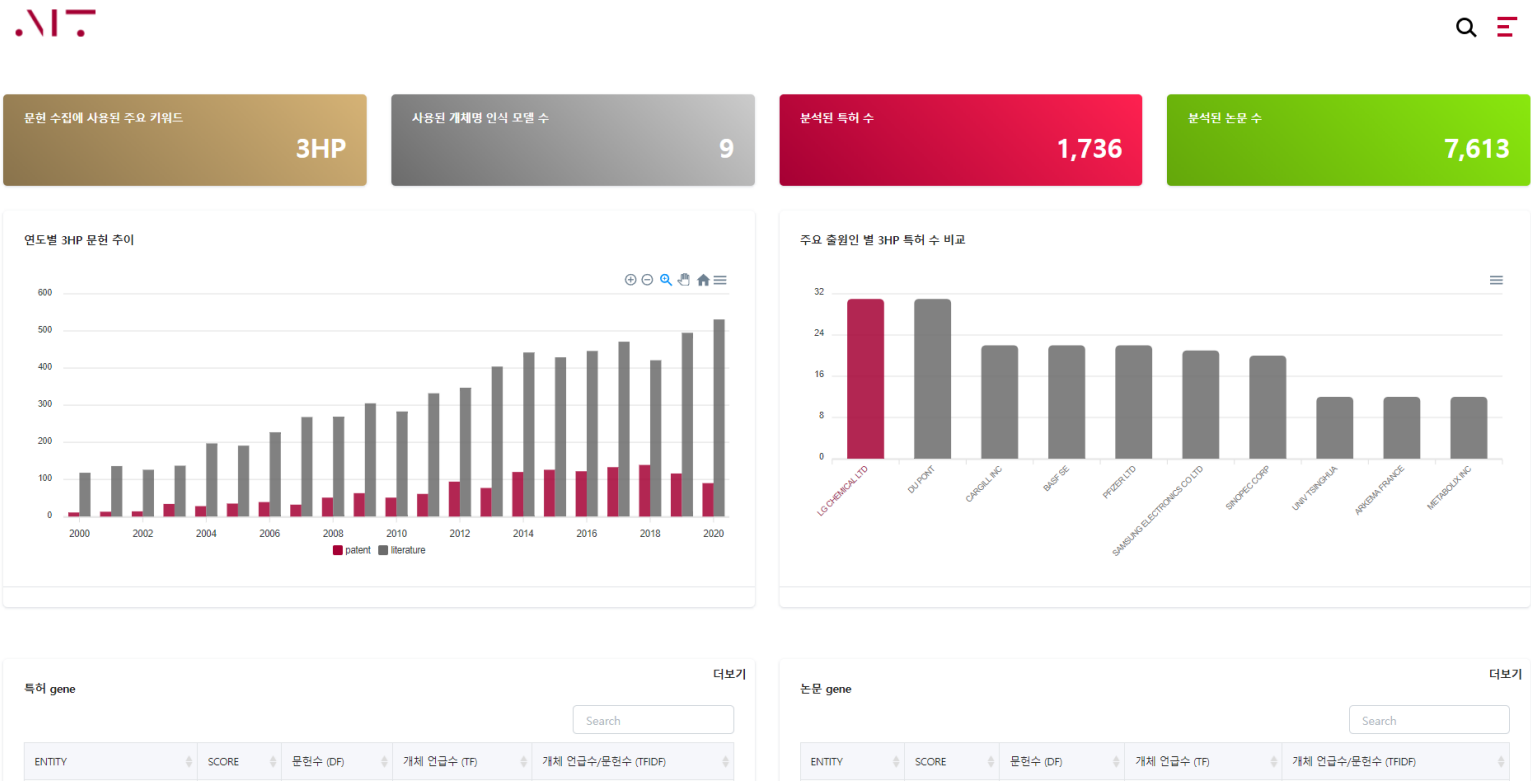 문헌 수집에 사용된 주요 키워드
3HP
사용된 개체명 인식 모델 수
9
분석된 특허 수
1,736
분석된 논문 수
7,613
연도별 3HP 문헌 추이
600
500
400
300
200
100
0
2000 2002 2004 2006 2008 2010 2012 2014 2016 2018 2020
patent literature
주요 출원인 별 3HP 특허 수 비교
32
24
16
8
0
LG CHEMICAL LTD
DU PONT
CARGILL INC
BASF SE
PFIZER LTD
SAMSUNG ELECTRONICS CO LTD
SINOPEC CORP
UNIV TSINGHUA
ARKEMA FRANCE
METABOLIX INC
더보기
특허 gene
Search
ENTITY SCORE 문헌수 (DF) 개체 언급수 (TF) 개체 언급수/문헌수 (TFIDF)
더보기
논문 gene
Search
ENTITY SCORE 문헌수 (DF) 개체 언급수 (TF) 개체 언급수/문헌수 (TFIDF)